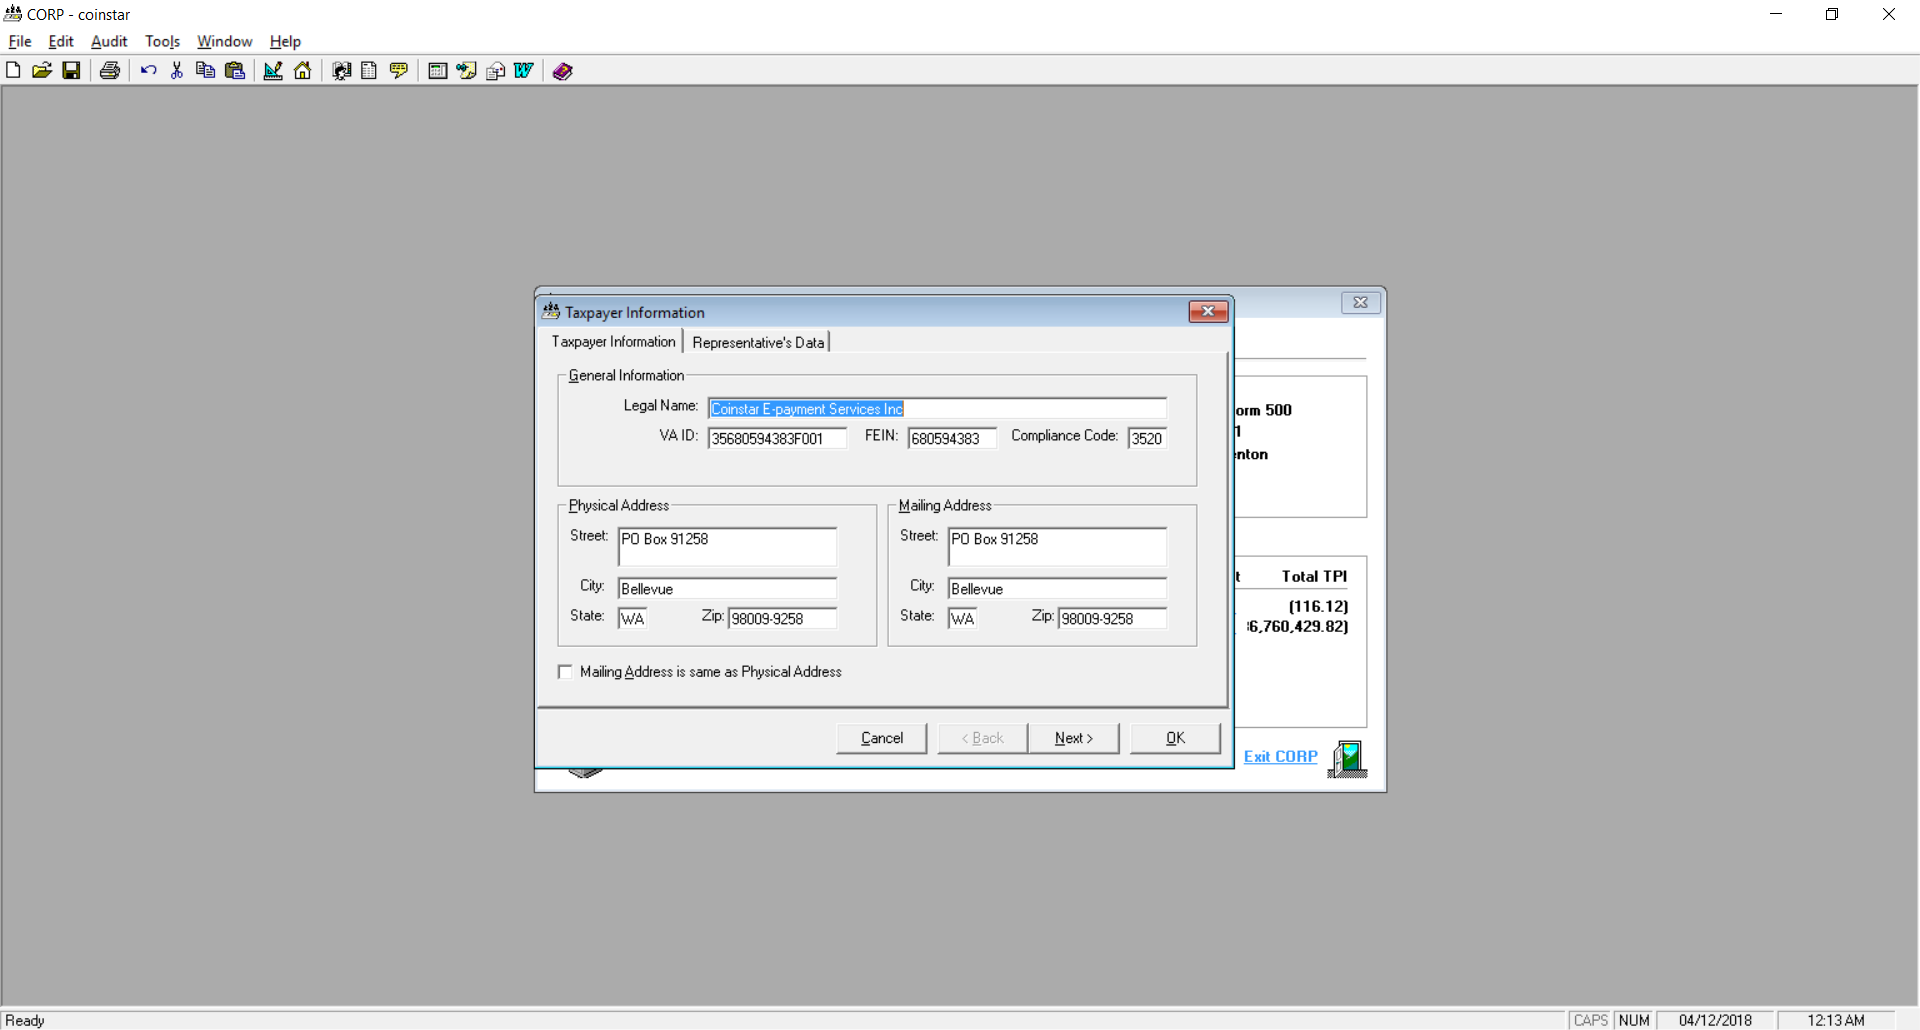 CORP - coinstar
File Edit Audit Tools Window Help
Taxpayer Information
Taxpayer Information Representative's Data
General Information
Legal Name: Coinstar E-payment Services Inc
VA ID: 35680594383F001 FEIN: 680594383 Compliance Code: 3520
Physical Address
Street: PO Box 91258
City: Bellevue
State: WA Zip: 98009-9258
Mailing Address
Street: PO Box 91258
City: Bellevue
State: WA Zip: 98009-9258
Mailing Address is same as Physical Address
Cancel < Back Next > OK
orm 500
1
nton
t Total TPI
(116.12)
6,760,429.82)
Exit CORP
Ready CAPS NUM 04/12/2018 12:13 AM